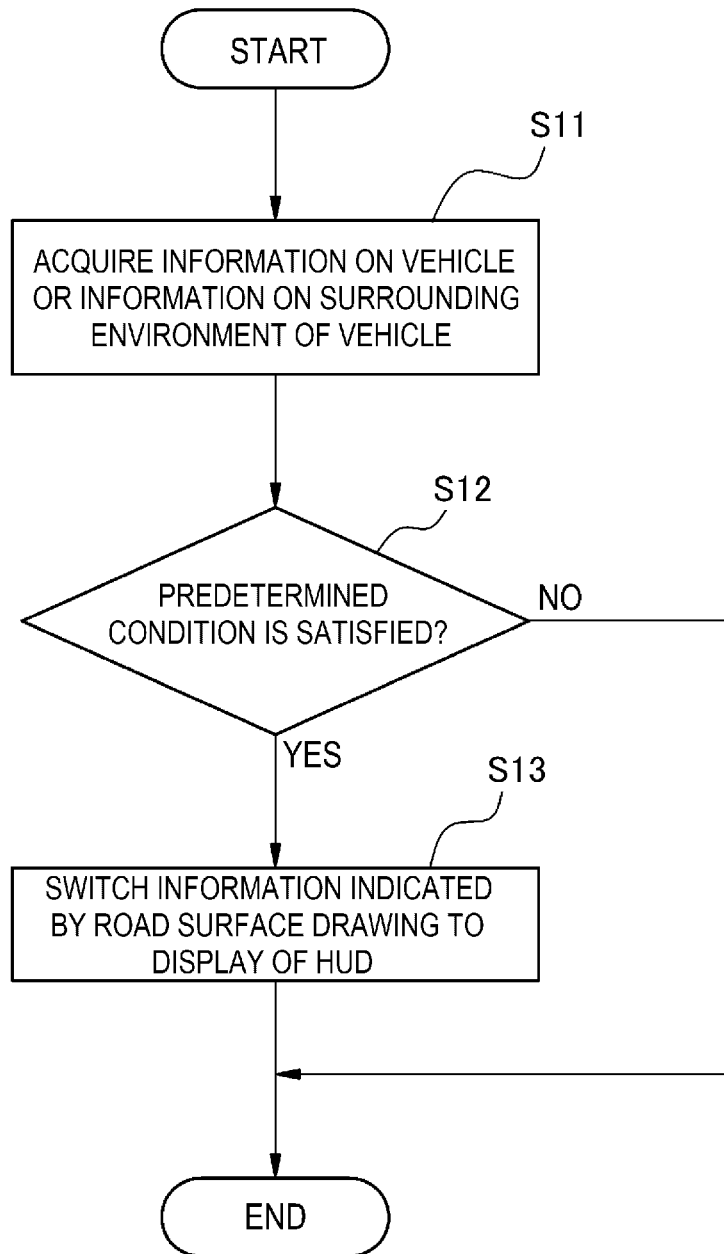 START
S11
ACQUIRE INFORMATION ON VEHICLE
OR INFORMATION ON SURROUNDING
ENVIRONMENT OF VEHICLE
S12
PREDETERMINED
CONDITION IS SATISFIED?
NO
YES
S13
SWITCH INFORMATION INDICATED
BY ROAD SURFACE DRAWING TO
DISPLAY OF HUD
END